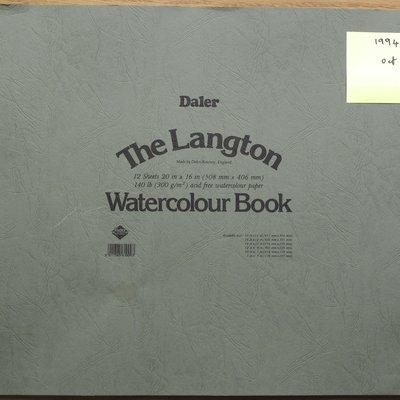 1994
Oct
Daler
The Langton
Made by Daler-Rowney, England
12 Sheets 20 in x 16 in (508 mm x 406 mm)
140 lb (300 g/m²) acid free watercolour paper
Watercolour Book